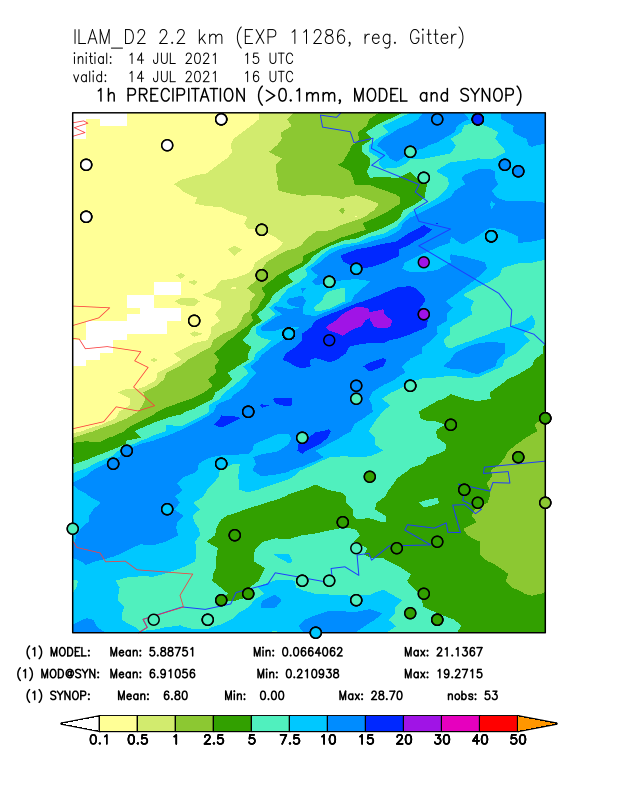 ILAM_D2 2.2 km (EXP 11286, reg. Gitter)
initial: 14 JUL 2021 15 UTC
valid: 14 JUL 2021 16 UTC
1h PRECIPITATION (>0.1mm, MODEL and SYNOP)
(1) MODEL: Mean: 5.88751 Min: 0.0664062 Max: 21.1367
(1) MOD@SYN: Mean: 6.91056 Min: 0.210938 Max: 19.2715
(1) SYNOP: Mean: 6.80 Min: 0.00 Max: 28.70 nobs: 53
0.1 0.5 1 2.5 5 7.5 10 15 20 30 40 50